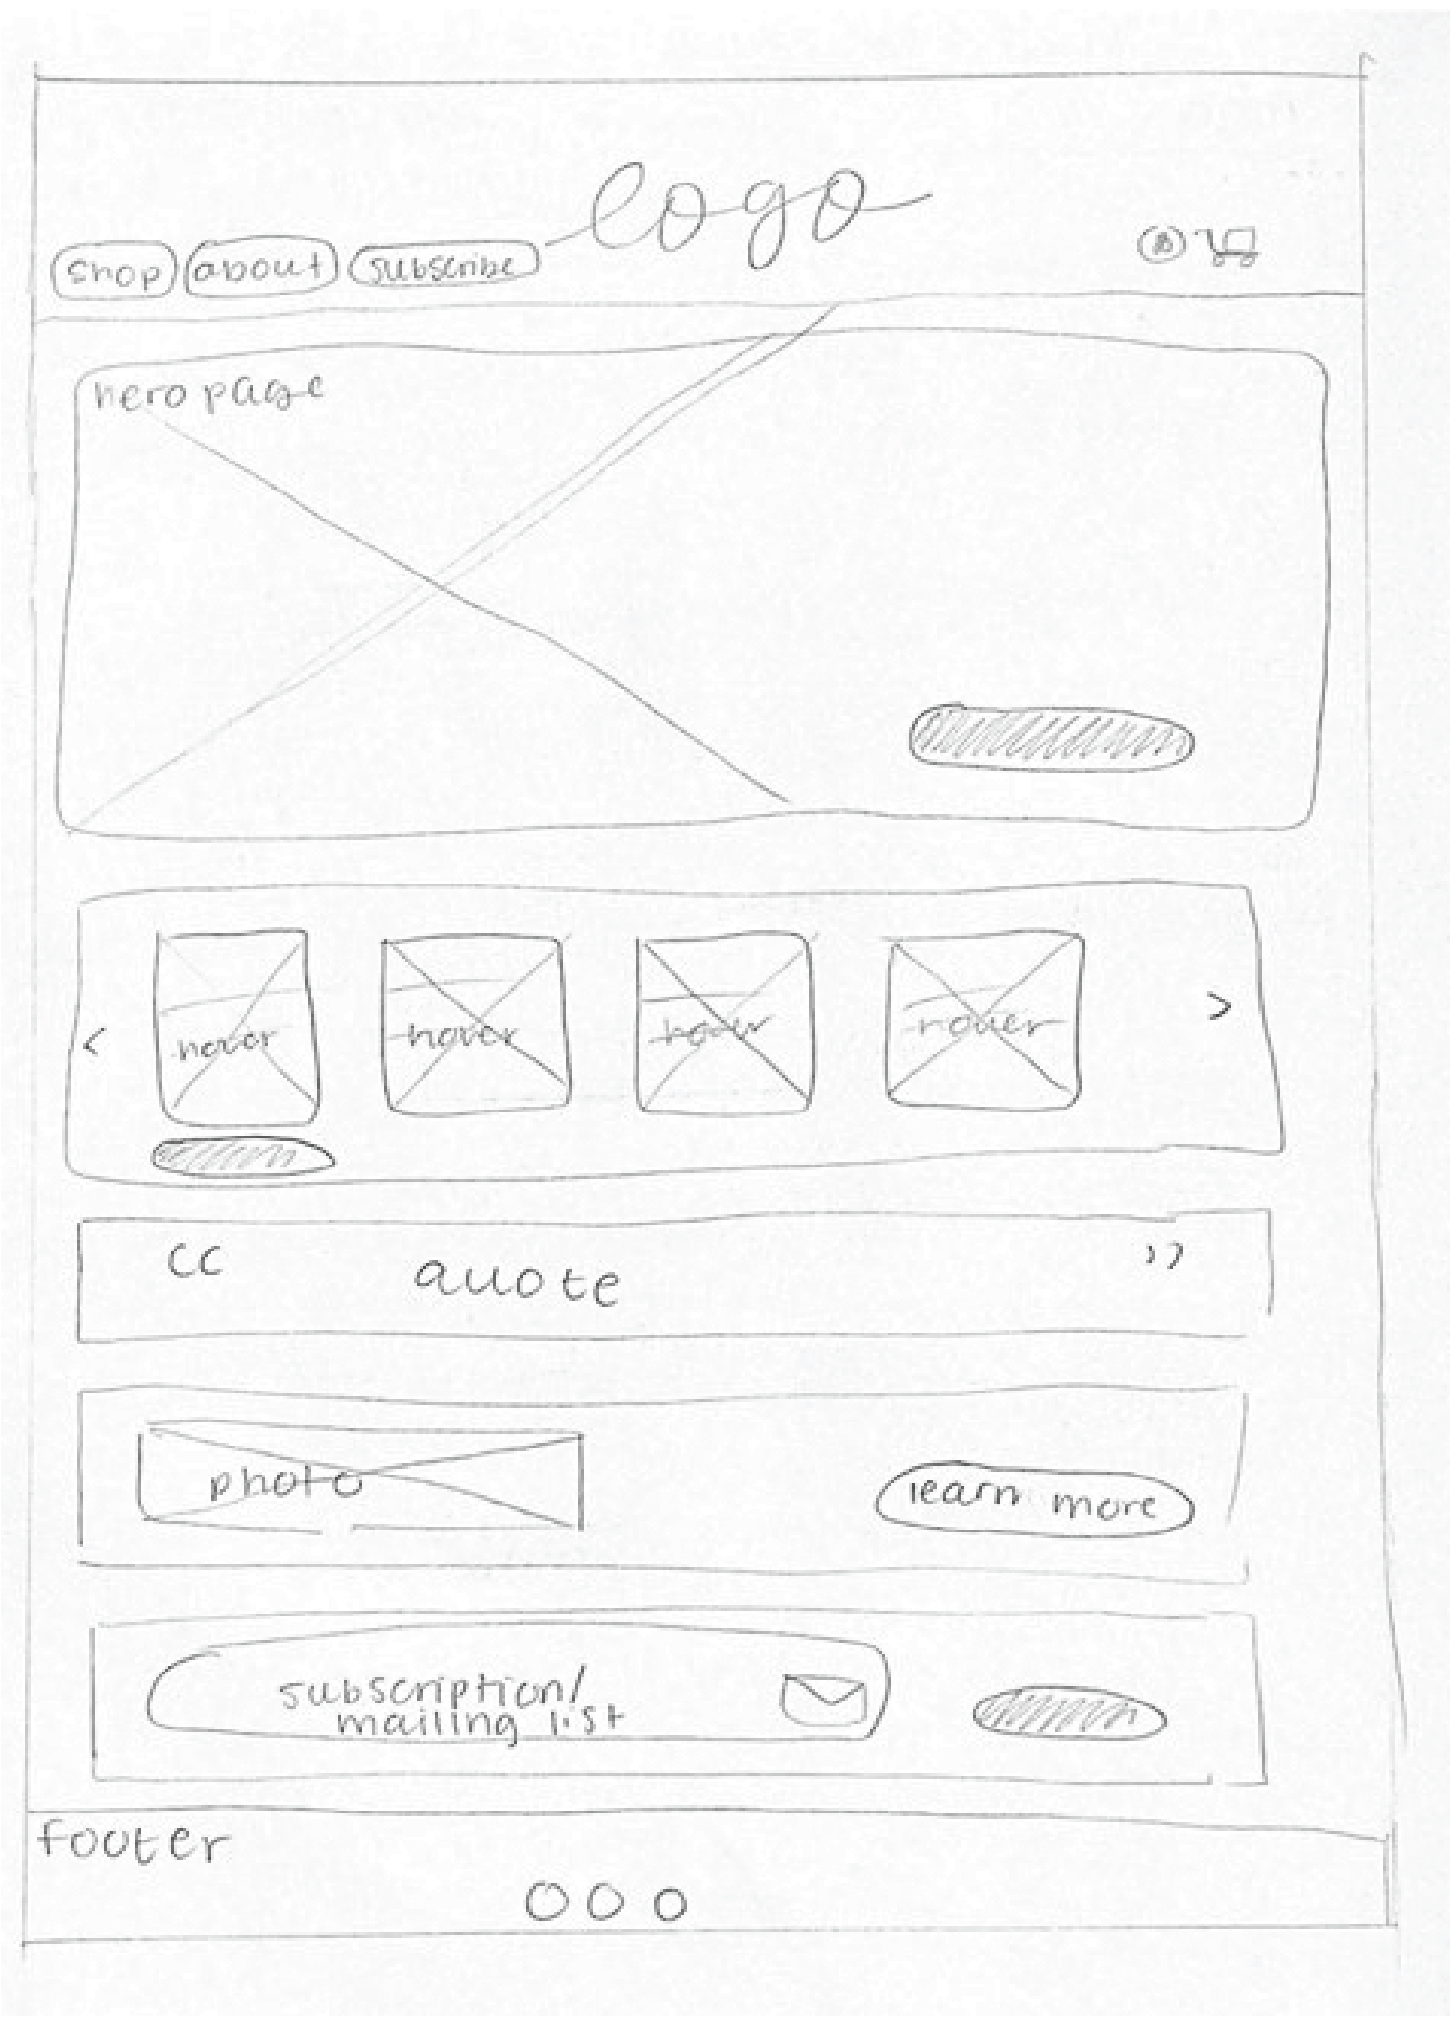 logo
shop about subscribe
hero page
< hover hover hover hover >
“ quote ”
photo
learn more
subscription/
mailing list
footer